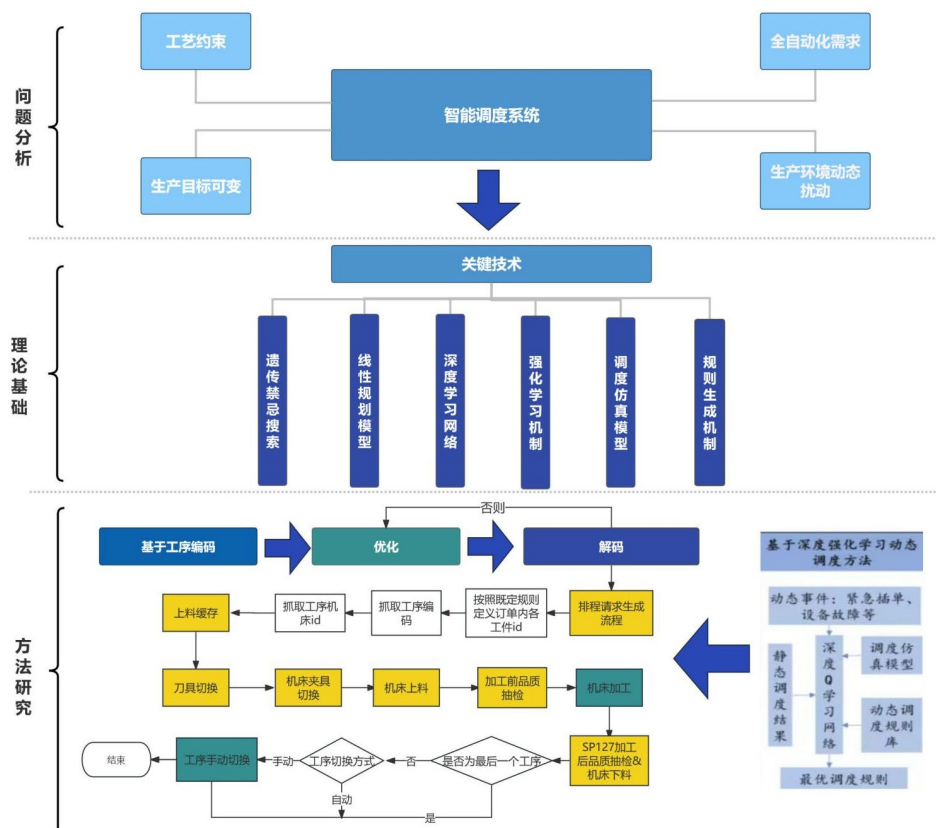 问题分析
工艺约束
全自动化需求
智能调度系统
生产目标可变
生产环境动态
扰动
理论基础
关键技术
遗传禁忌搜索
线性规划模型
深度学习网络
强化学习机制
调度仿真模型
规则生成机制
方法研究
否则
基于工序编码
优化
解码
上料缓存
抓取工序机
床id
抓取工序编
码
按照既定规则
定义订单内各
工件id
排程请求生成
流程
刀具切换
机床夹具
切换
机床上料
加工前品质
抽检
机床加工
结束
工序手动切换
手动
工序切换方式
否
是否为最后一个工序
SP127加工
后品质抽检&
机床下料
自动
是
基于深度强化学习动态
调度方法
动态事件：紧急插单、
设备故障等
静态调度结果
深度Q学习网络
调度仿
真模型
动态调
度规则
库
最优调度规则